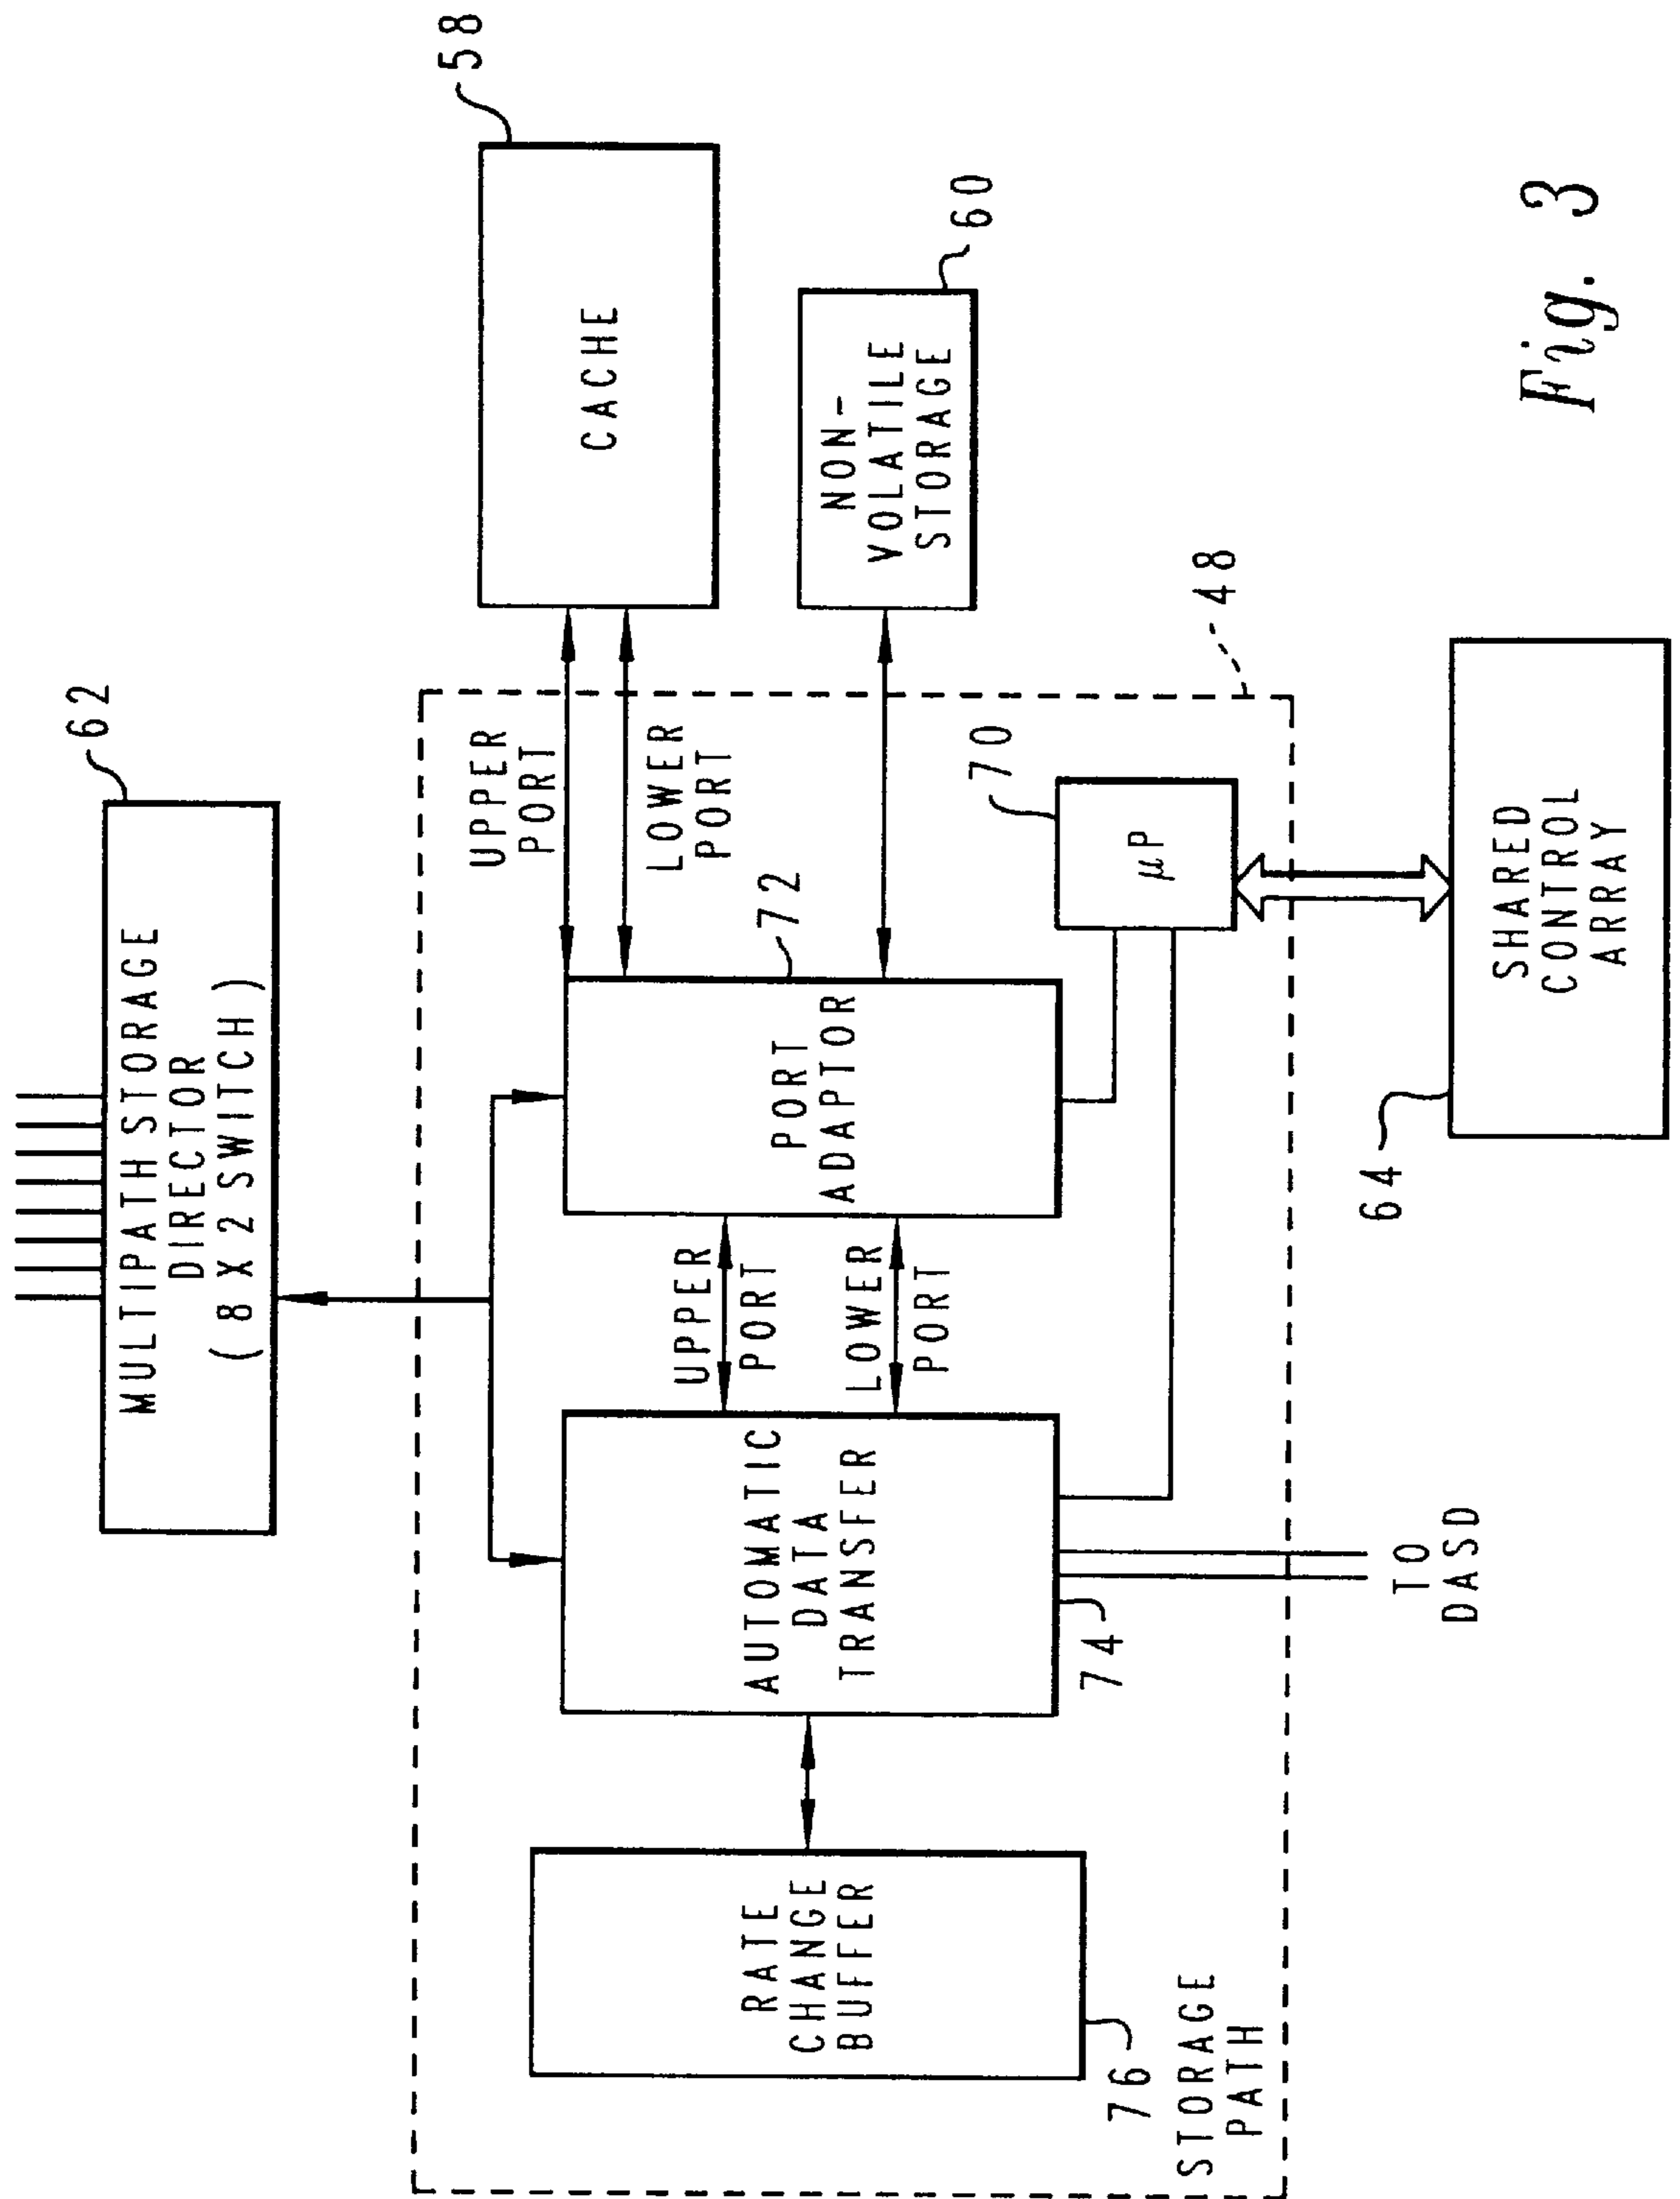 62
MULTIPATH STORAGE
DIRECTOR
( 8 X 2 SWITCH )
58
CACHE
UPPER
PORT
LOWER
PORT
60
NON-
VOLATILE
STORAGE
72
PORT
ADAPTOR
UPPER
PORT
LOWER
PORT
AUTOMATIC
DATA
TRANSFER
74
RATE
CHANGE
BUFFER
76
70
μP
48
STORAGE
PATH
TO
DASD
64
SHARED
CONTROL
ARRAY
Fig. 3